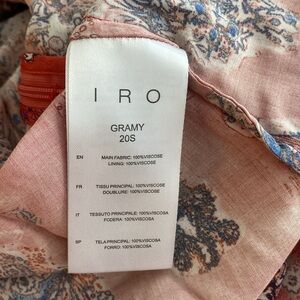 IRO
GRAMY
20S
EN MAIN FABRIC: 100%VISCOSE
LINING: 100%VISCOSE
FR TISSU PRINCIPAL: 100%VISCOSE
DOUBLURE: 100%VISCOSE
IT TESSUTO PRINCIPALE: 100%VISCOSA
FODERA: 100%VISCOSA
SP TELA PRINCIPAL: 100%VISCOSA
FORRO: 100%VISCOSA